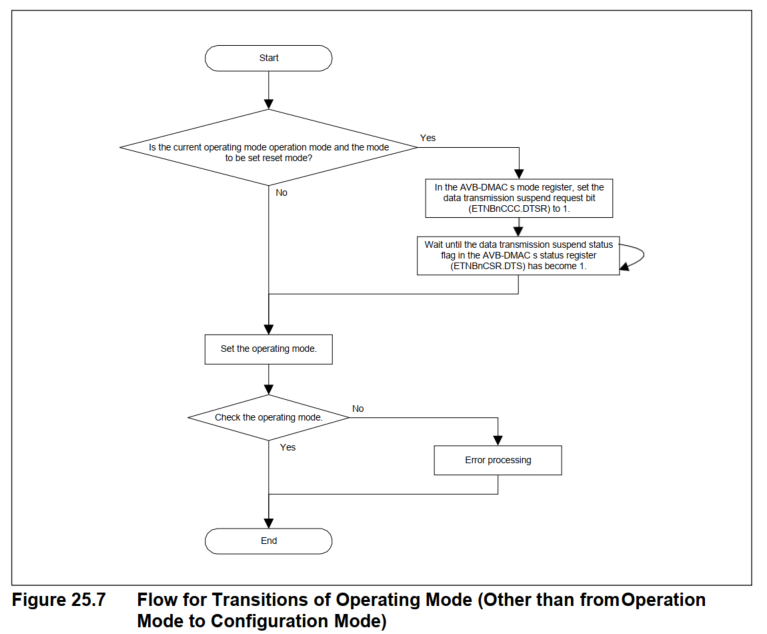 Start
Is the current operating mode operation mode and the mode
to be set reset mode?
Yes
No
In the AVB-DMAC s mode register, set the
data transmission suspend request bit
(ETNBnCCC.DTSR) to 1.
Wait until the data transmission suspend status
flag in the AVB-DMAC s status register
(ETNBnCSR.DTS) has become 1.
Set the operating mode.
Check the operating mode.
No
Yes
Error processing
End
Figure 25.7 Flow for Transitions of Operating Mode (Other than fromOperation
Mode to Configuration Mode)